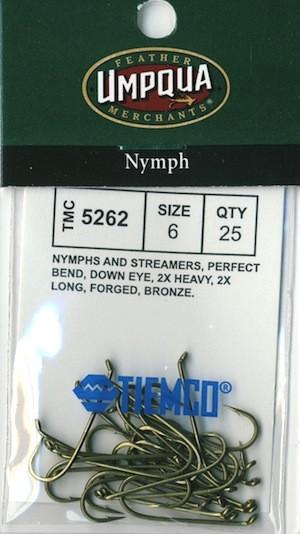 FEATHER
UMPQUA
MERCHANTS®
Nymph
TMC 5262 SIZE 6 QTY 25
NYMPHS AND STREAMERS, PERFECT
BEND, DOWN EYE, 2X HEAVY, 2X
LONG, FORGED, BRONZE.
TIEMCO®